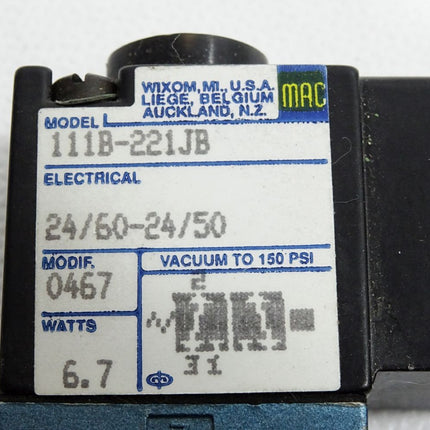 WIXOM, MI., U.S.A.
LIEGE, BELGIUM
AUCKLAND, N.Z.
MAC
MODEL
111B-221JB
ELECTRICAL
24/60-24/50
MODIF.
0467
VACUUM TO 150 PSI
WATTS
6.7
2
31